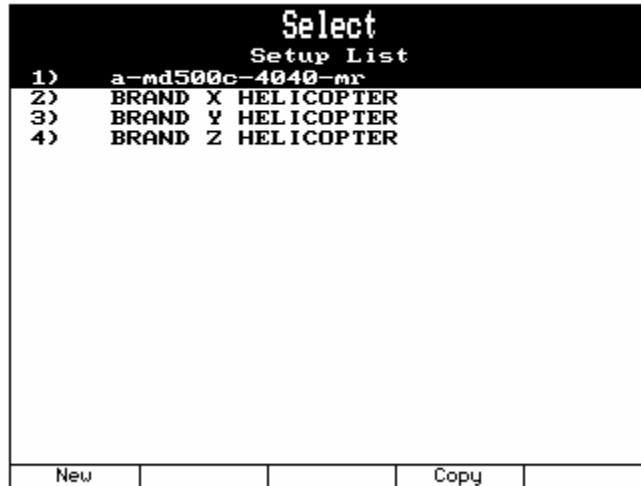 Select
Setup List
1) a-md500c-4040-mr
2) BRAND X HELICOPTER
3) BRAND Y HELICOPTER
4) BRAND Z HELICOPTER
New Copy